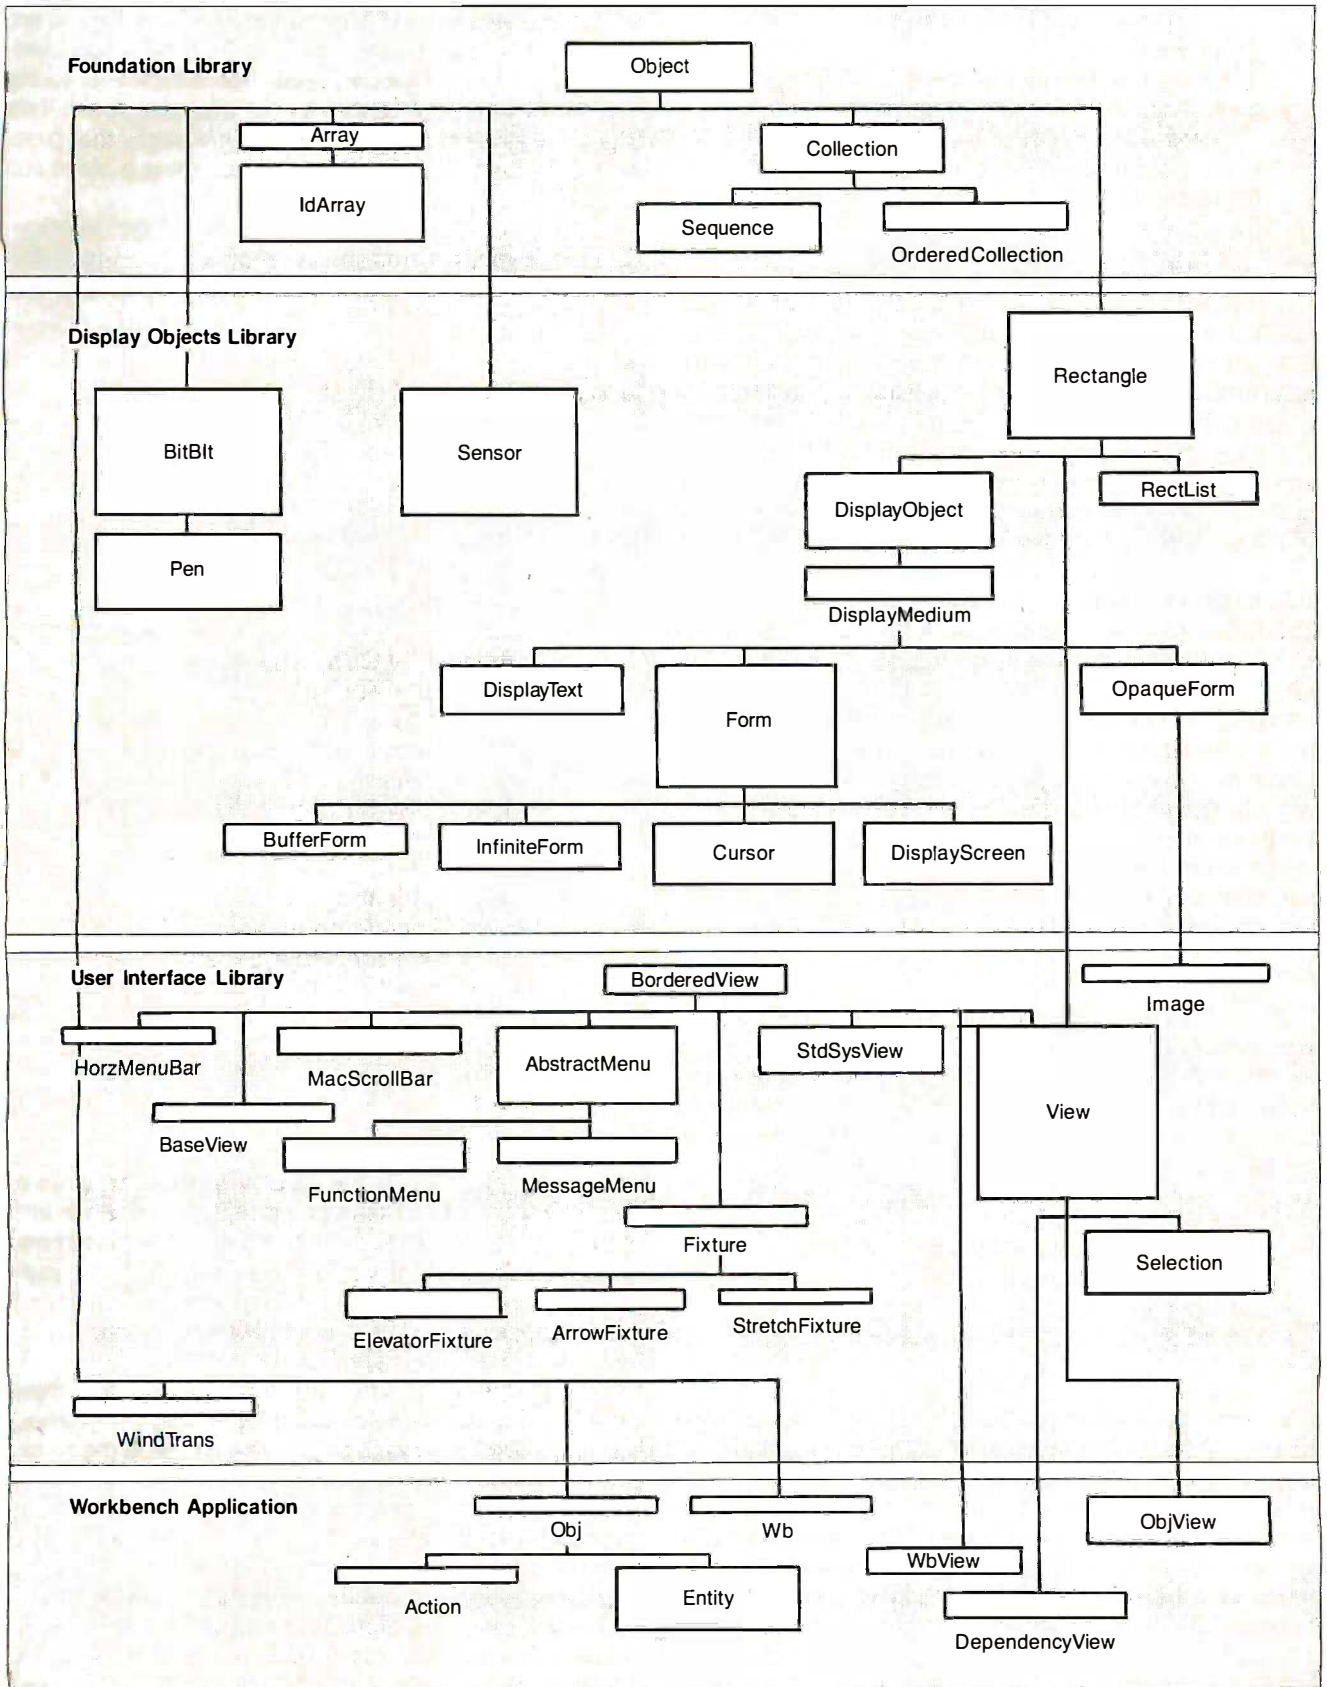 Foundation Library
Object
Array
Collection
IdArray
Sequence
OrderedCollection
Display Objects Library
Rectangle
BitBlt
Sensor
RectList
DisplayObject
Pen
DisplayMedium
DisplayText
OpaqueForm
Form
BufferForm
InfiniteForm
Cursor
DisplayScreen
User Interface Library
BorderedView
Image
HorzMenuBar
MacScrollBar
AbstractMenu
StdSysView
View
BaseView
FunctionMenu
MessageMenu
Fixture
Selection
ElevatorFixture
ArrowFixture
StretchFixture
WindTrans
Workbench Application
Obj
Wb
ObjView
WbView
Action
Entity
DependencyView